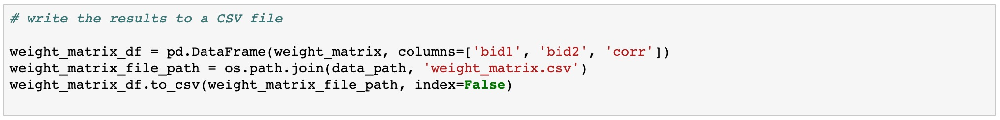 # write the results to a CSV file
weight_matrix_df = pd.DataFrame(weight_matrix, columns=['bid1', 'bid2', 'corr'])
weight_matrix_file_path = os.path.join(data_path, 'weight_matrix.csv')
weight_matrix_df.to_csv(weight_matrix_file_path, index=False)